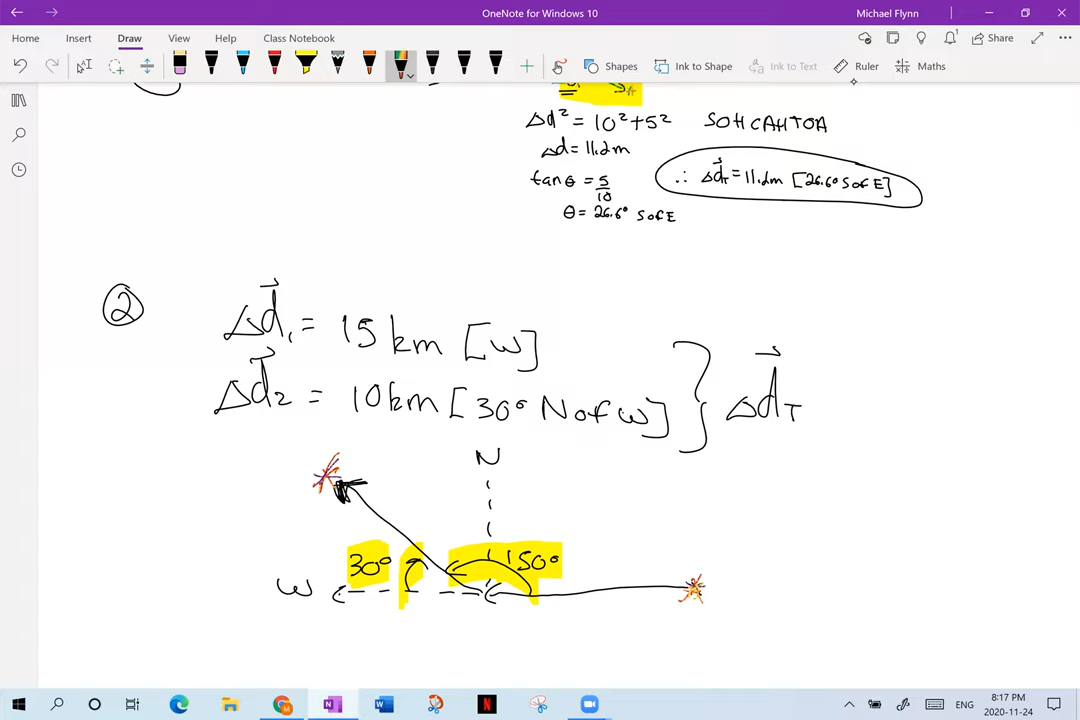 OneNote for Windows 10
Michael Flynn
Home Insert Draw View Help Class Notebook
Share
Shapes Ink to Shape Ink to Text Ruler Maths
Δd² = 10² + 5² SOH CAH TOA
Δd = 11.2m
tanθ = 5/10
∴ Δd⃗T = 11.2m [26.6° S of E]
θ = 26.6° S of E
②
Δd⃗₁ = 15 km [W]
Δd⃗₂ = 10 km [30° N of W] } Δd⃗T
N
30° 150°
W
ENG
8:17 PM
2020-11-24